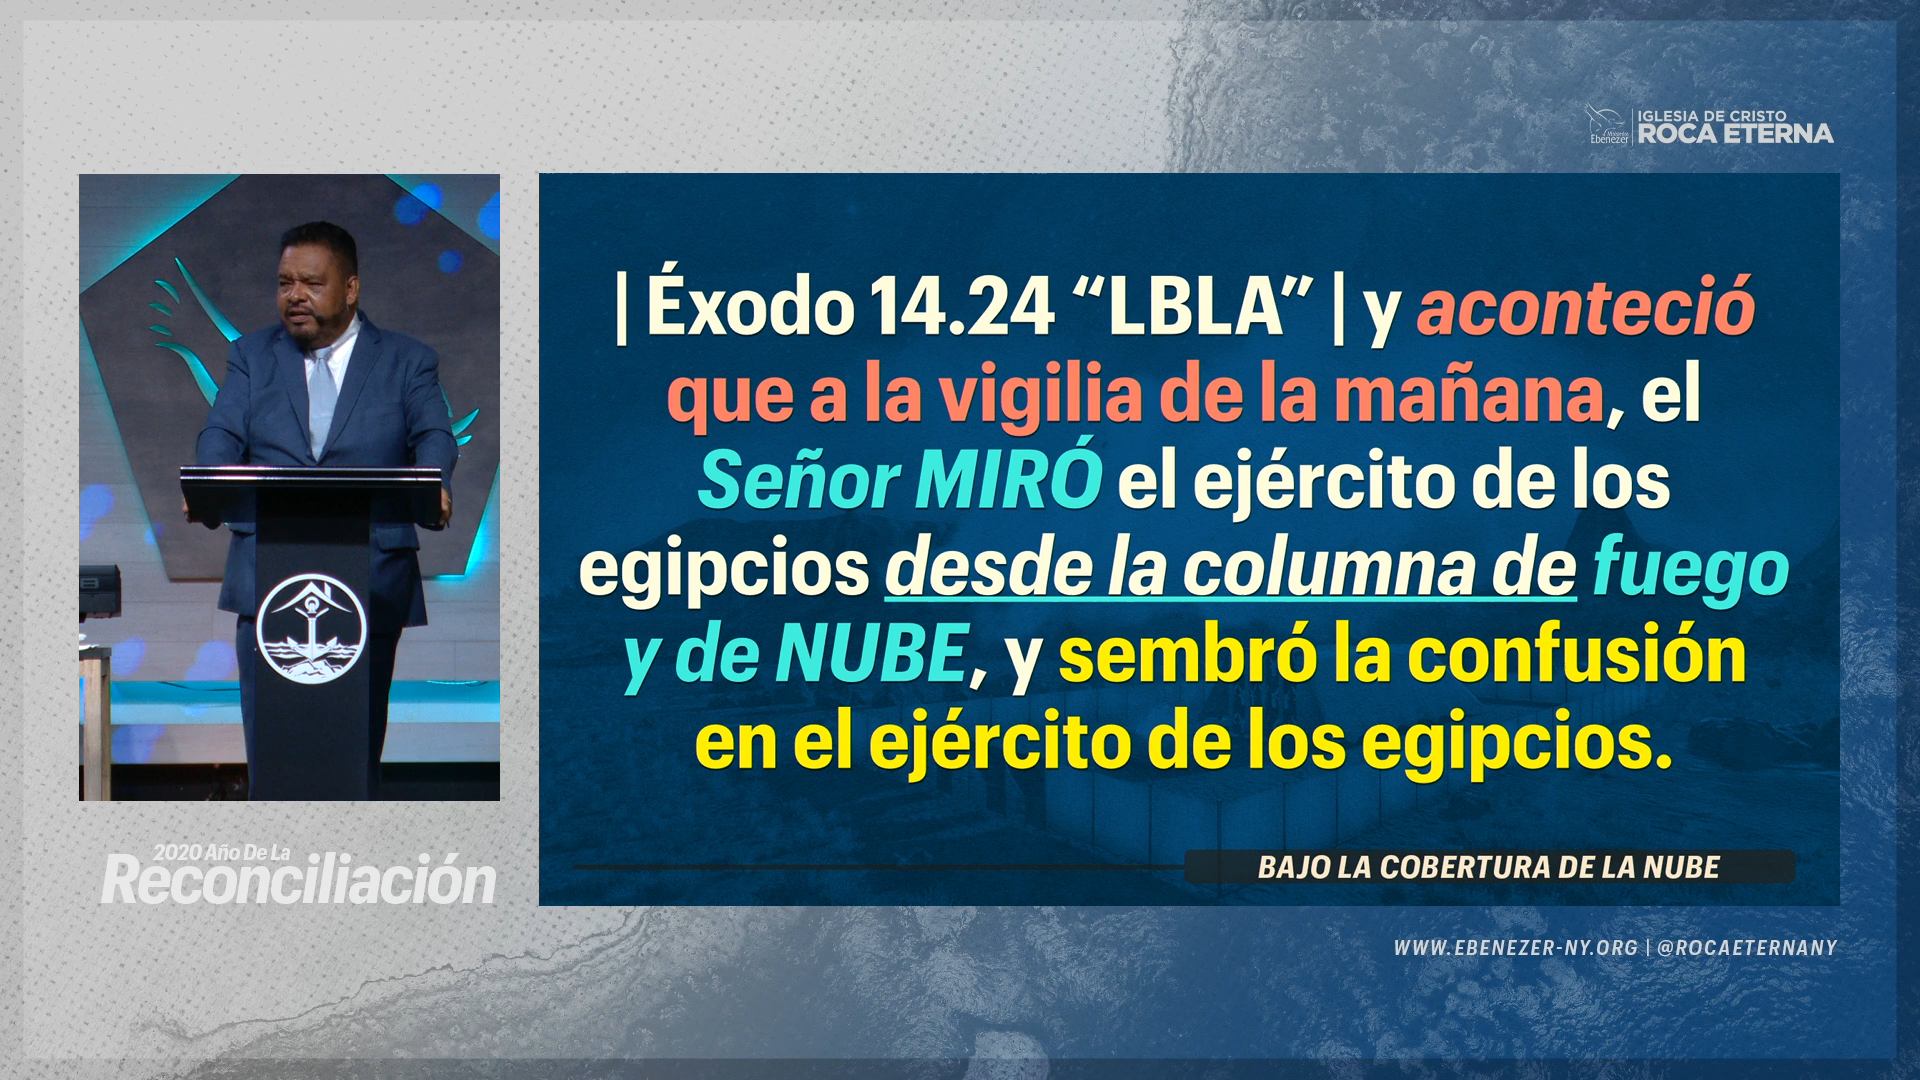 IGLESIA DE CRISTO
ROCA ETERNA
Ministerios
Ebenezer
| Éxodo 14.24 “LBLA” | y aconteció
que a la vigilia de la mañana, el
Señor MIRÓ el ejército de los
egipcios desde la columna de fuego
y de NUBE, y sembró la confusión
en el ejército de los egipcios.
BAJO LA COBERTURA DE LA NUBE
2020 Año De La
Reconciliación
WWW.EBENEZER-NY.ORG | @ROCAETERNANY